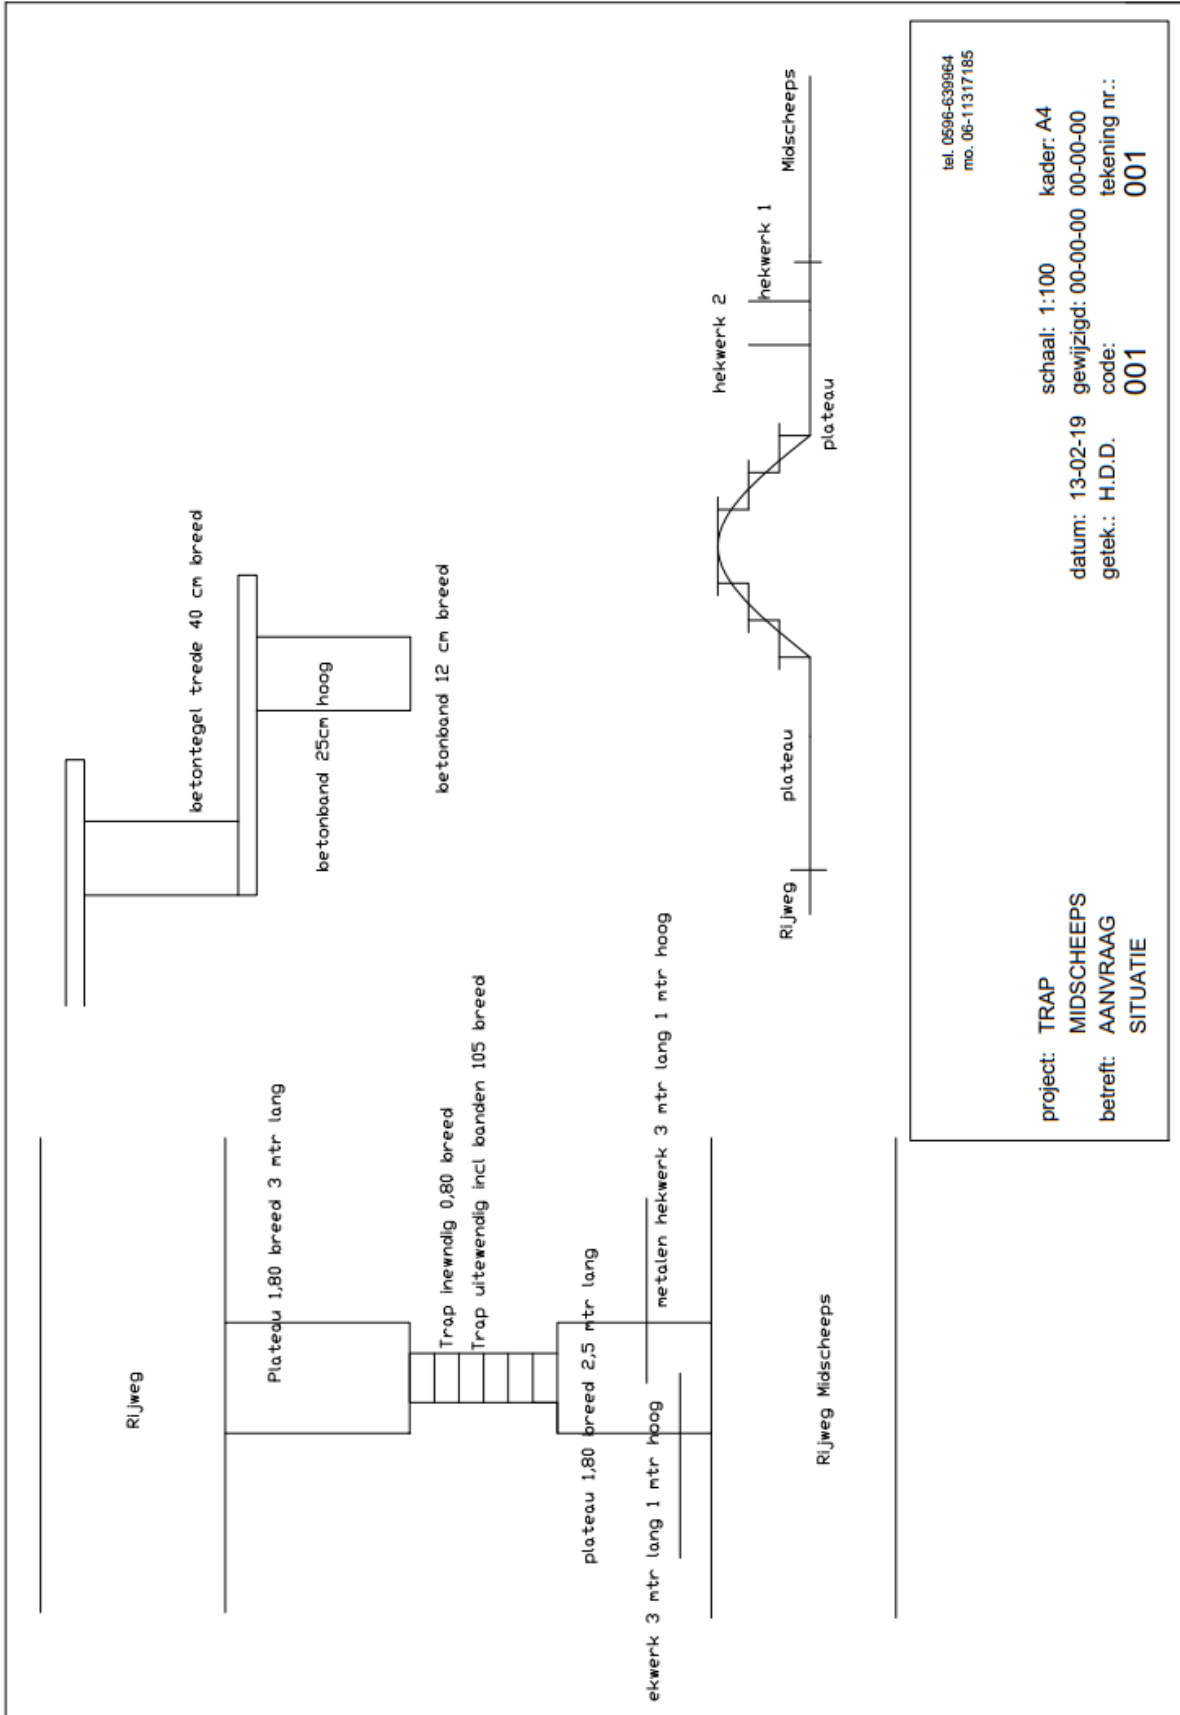 Rijweg
Plateau 1,80 breed 3 mtr lang
Trap inewndig 0,80 breed
Trap uitewendig incl banden 105 breed
plateau 1,80 breed 2,5 mtr lang
ekwerk 3 mtr lang 1 mtr hoog
metalen hekwerk 3 mtr lang 1 mtr hoog
Rijweg Midscheeps
betontegel trede 40 cm breed
betonband 25cm hoog
betonband 12 cm breed
Rijweg
plateau
plateau
hekwerk 2
hekwerk 1
Midscheeps
tel. 0596-639964
mo. 06-11317185
project: TRAP
MIDSCHEEPS
betreft: AANVRAAG
SITUATIE
datum: 13-02-19
getek.: H.D.D.
schaal: 1:100
kader: A4
gewijzigd: 00-00-00 00-00-00
code:
001
tekening nr.:
001